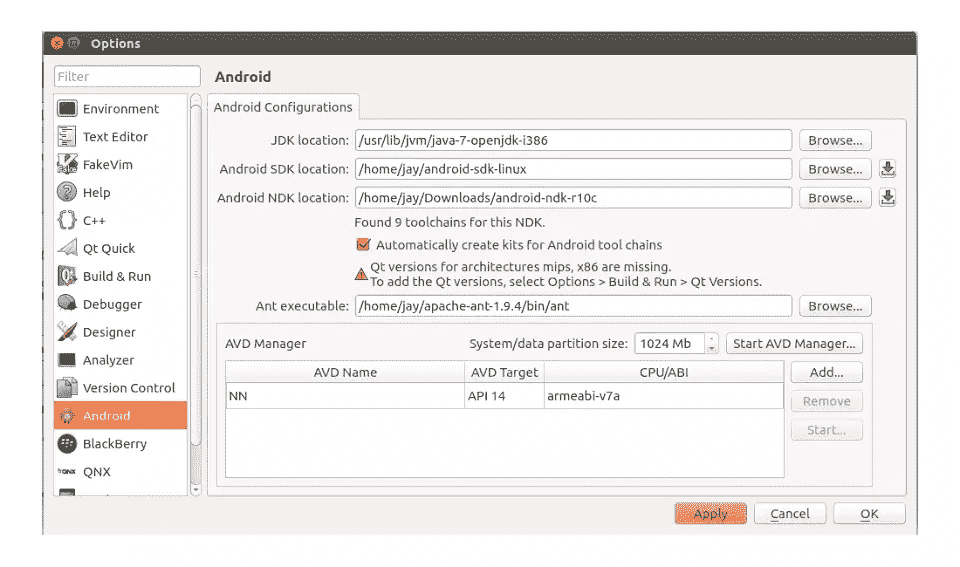 Options
Filter
Environment
Text Editor
FakeVim
Help
C++
Qt Quick
Build & Run
Debugger
Designer
Analyzer
Version Control
Android
BlackBerry
QNX
Android
Android Configurations
JDK location: /usr/lib/jvm/java-7-openjdk-i386 Browse...
Android SDK location: /home/jay/android-sdk-linux Browse...
Android NDK location: /home/jay/Downloads/android-ndk-r10c Browse...
Found 9 toolchains for this NDK.
Automatically create kits for Android tool chains
Qt versions for architectures mips, x86 are missing.
To add the Qt versions, select Options > Build & Run > Qt Versions.
Ant executable: /home/jay/apache-ant-1.9.4/bin/ant Browse...
AVD Manager System/data partition size: 1024 Mb Start AVD Manager...
AVD Name AVD Target CPU/ABI Add...
NN API 14 armeabi-v7a Remove
Start...
Apply Cancel OK